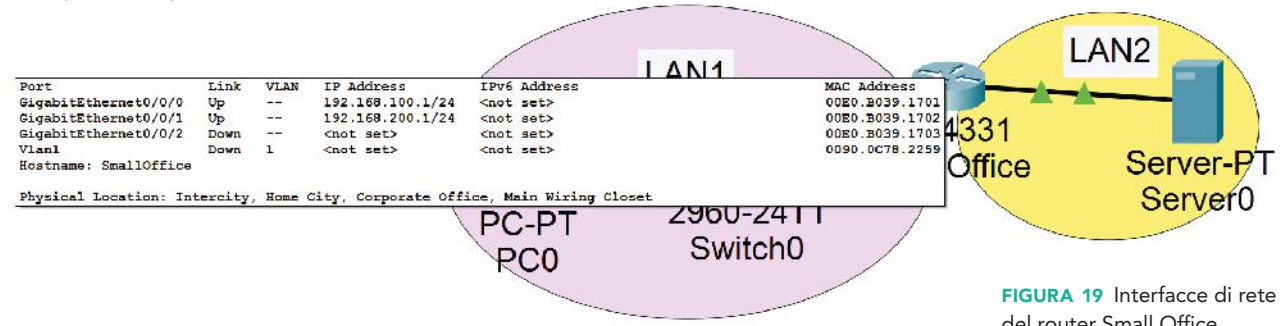 LAN1
LAN2
Port Link VLAN IP Address IPv6 Address MAC Address
GigabitEthernet0/0/0 Up -- 192.168.100.1/24 <not set> 00E0.B039.1701
GigabitEthernet0/0/1 Up -- 192.168.200.1/24 <not set> 00E0.B039.1702
GigabitEthernet0/0/2 Down -- <not set> <not set> 00E0.B039.1703
Vlan1 Down 1 <not set> <not set> 0090.0C78.2259
Hostname: SmallOffice
Physical Location: Intercity, Home City, Corporate Office, Main Wiring Closet
4331
Office
Server-PT
Server0
PC-PT
PC0
2960-24TT
Switch0
FIGURA 19 Interfacce di rete
del router Small Office